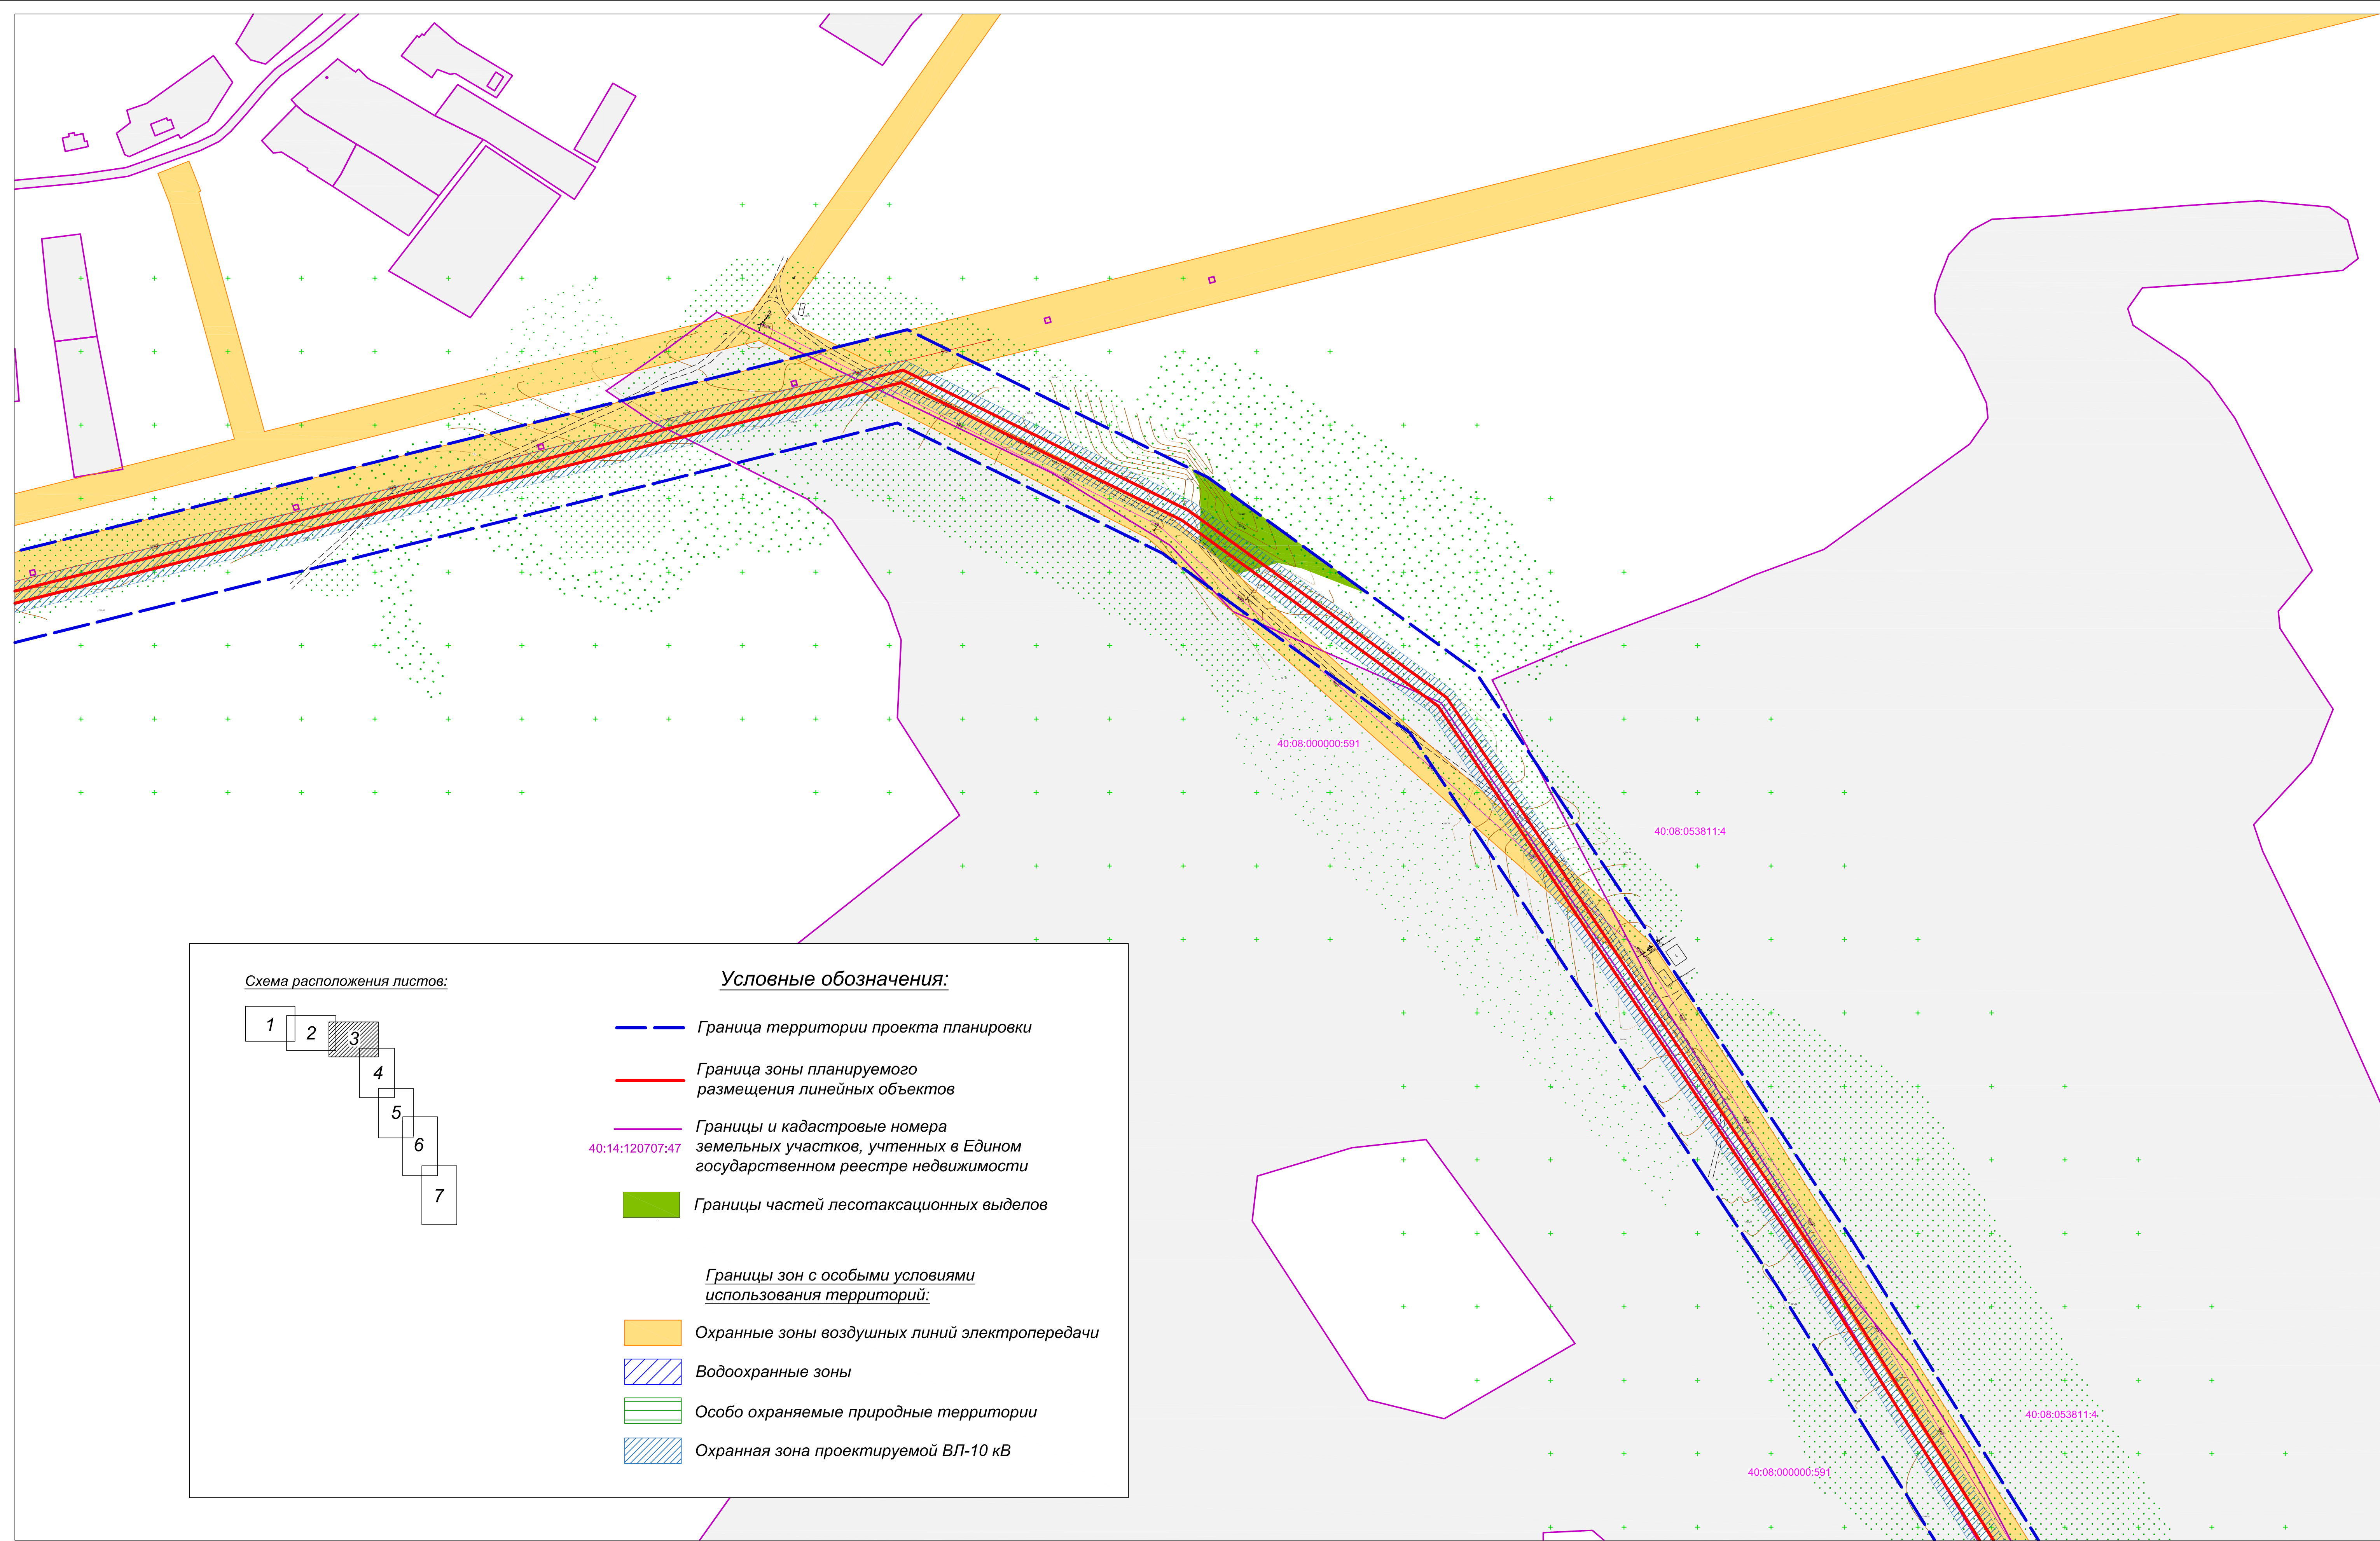 40:08:000000:591
40:08:053811:4
Схема расположения листов:
1
2
3
4
5
6
7
Условные обозначения:
Граница территории проекта планировки
Граница зоны планируемого
размещения линейных объектов
Границы и кадастровые номера
40:14:120707:47 земельных участков, учтенных в Едином
государственном реестре недвижимости
Границы частей лесотаксационных выделов
Границы зон с особыми условиями
использования территорий:
Охранные зоны воздушных линий электропередачи
Водоохранные зоны
Особо охраняемые природные территории
Охранная зона проектируемой ВЛ-10 кВ
40:08:053811:4
40:08:000000:591